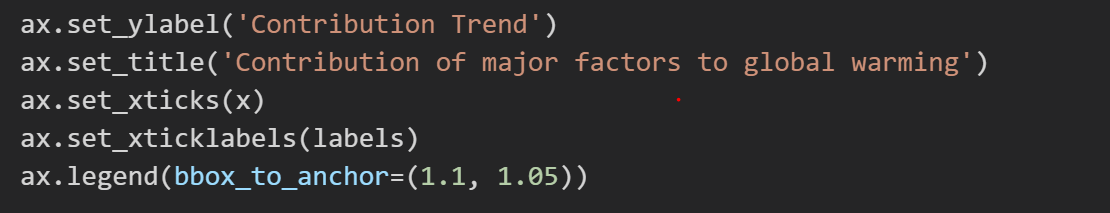 ax.set_ylabel('Contribution Trend')
ax.set_title('Contribution of major factors to global warming')
ax.set_xticks(x)
ax.set_xticklabels(labels)
ax.legend(bbox_to_anchor=(1.1, 1.05))